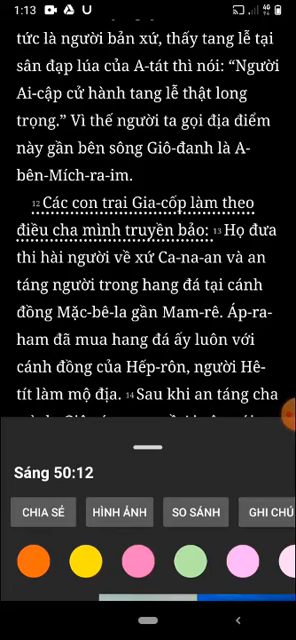 1:13
4G
tức là người bản xứ, thấy tang lễ tại
sân đạp lúa của A-tát thì nói: “Người
Ai-cập cử hành tang lễ thật long
trọng.” Vì thế người ta gọi địa điểm
này gần bên sông Giô-đanh là A-
bên-Mích-ra-im.
12 Các con trai Gia-cốp làm theo
điều cha mình truyền bảo: 13 Họ đưa
thi hài người về xứ Ca-na-an và an
táng người trong hang đá tại cánh
đồng Mặc-bê-la gần Mam-rê. Áp-ra-
ham đã mua hang đá ấy luôn với
cánh đồng của Hếp-rôn, người Hê-
tít làm mộ địa. 14 Sau khi an táng cha
Sáng 50:12
CHIA SẺ
HÌNH ẢNH
SO SÁNH
GHI CHÚ